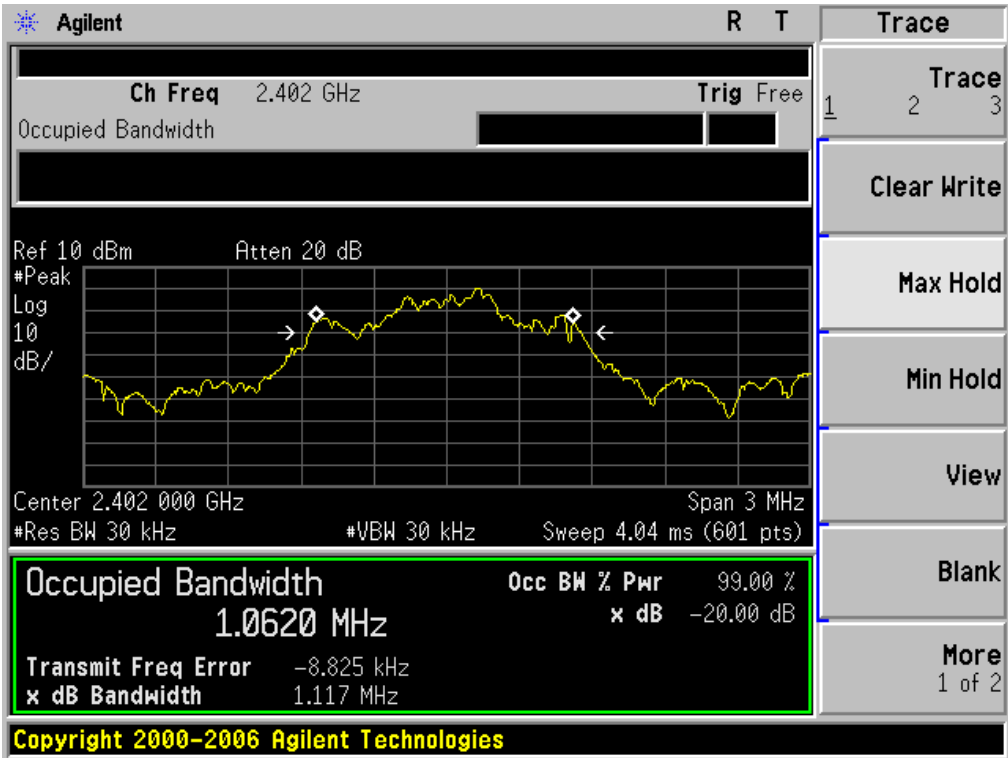 Agilent R T
Ch Freq 2.402 GHz Trig Free
Occupied Bandwidth
Ref 10 dBm Atten 20 dB
#Peak
Log
10
dB/
Center 2.402 000 GHz Span 3 MHz
#Res BW 30 kHz #VBW 30 kHz Sweep 4.04 ms (601 pts)
Occupied Bandwidth Occ BW % Pwr 99.00 %
1.0620 MHz x dB -20.00 dB
Transmit Freq Error -8.825 kHz
x dB Bandwidth 1.117 MHz
Copyright 2000-2006 Agilent Technologies
Trace
Trace
1 2 3
Clear Write
Max Hold
Min Hold
View
Blank
More
1 of 2